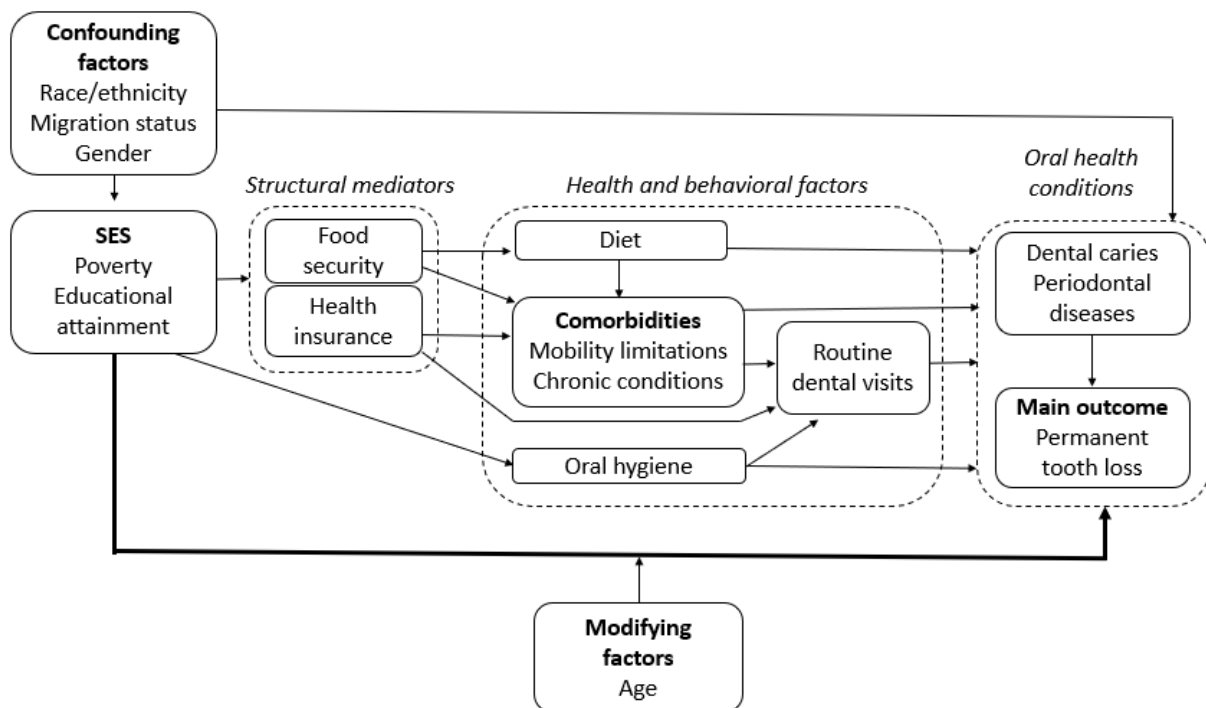 Confounding
factors
Race/ethnicity
Migration status
Gender
Structural mediators
Health and behavioral factors
Oral health
conditions
SES
Poverty
Educational
attainment
Food
security
Health
insurance
Diet
Comorbidities
Mobility limitations
Chronic conditions
Routine
dental visits
Oral hygiene
Dental caries
Periodontal
diseases
Main outcome
Permanent
tooth loss
Modifying
factors
Age